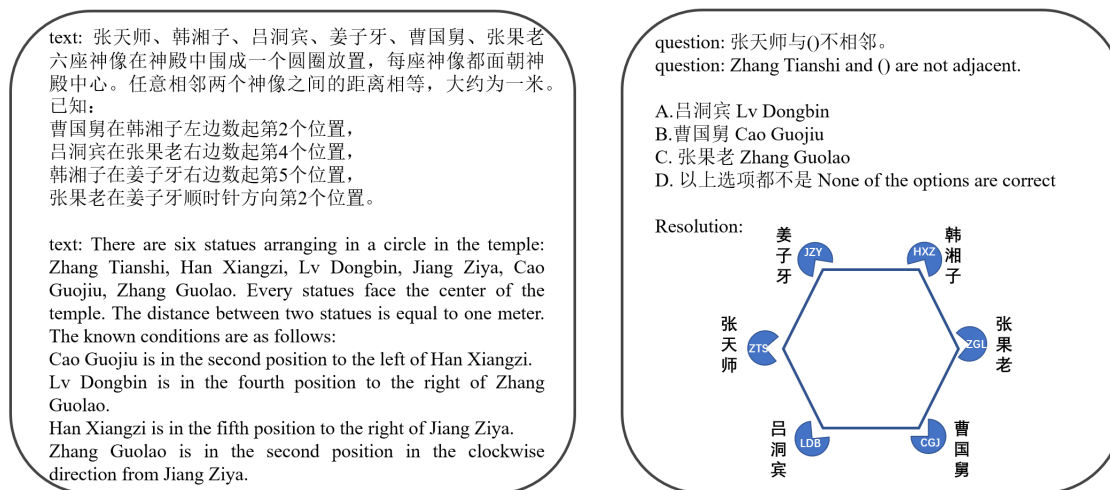 text: 张天师、韩湘子、吕洞宾、姜子牙、曹国舅、张果老
六座神像在神殿中围成一个圆圈放置，每座神像都面朝神
殿中心。任意相邻两个神像之间的距离相等，大约为一米。
已知：
曹国舅在韩湘子左边数起第2个位置，
吕洞宾在张果老右边数起第4个位置，
韩湘子在姜子牙右边数起第5个位置，
张果老在姜子牙顺时针方向第2个位置。
text: There are six statues arranging in a circle in the temple:
Zhang Tianshi, Han Xiangzi, Lv Dongbin, Jiang Ziya, Cao
Guojiu, Zhang Guolao. Every statues face the center of the
temple. The distance between two statues is equal to one meter.
The known conditions are as follows:
Cao Guojiu is in the second position to the left of Han Xiangzi.
Lv Dongbin is in the fourth position to the right of Zhang
Guolao.
Han Xiangzi is in the fifth position to the right of Jiang Ziya.
Zhang Guolao is in the second position in the clockwise
direction from Jiang Ziya.
question: 张天师与()不相邻。
question: Zhang Tianshi and () are not adjacent.
A.吕洞宾 Lv Dongbin
B.曹国舅 Cao Guojiu
C. 张果老 Zhang Guolao
D. 以上选项都不是 None of the options are correct
Resolution:
姜子牙
JZY
HXZ
韩湘子
张天师
ZTS
ZGL
张果老
吕洞宾
LDB
CGJ
曹国舅